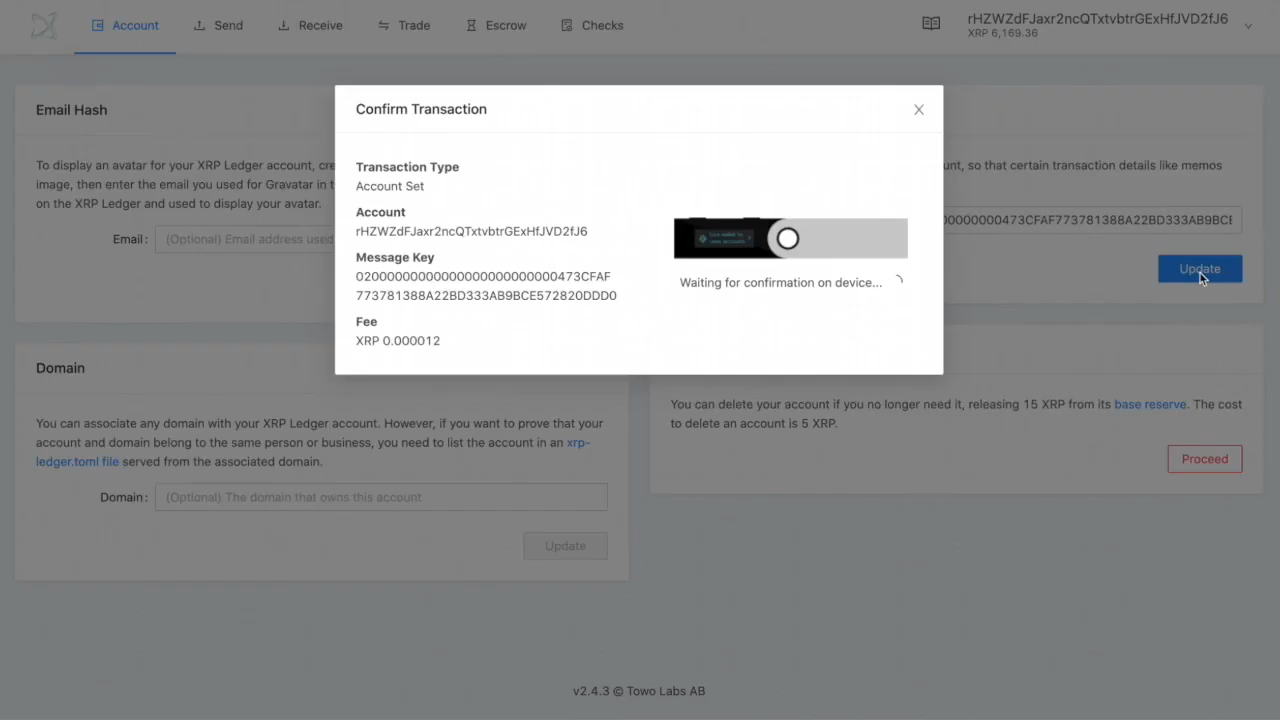 Account
Send
Receive
Trade
Escrow
Checks
rHZWZdFJaxr2ncQTxtvbtrGExHfJVD2fJ6
XRP 6,169.36
Email Hash
To display an avatar for your XRP Ledger account, cre
image, then enter the email you used for Gravatar in t
on the XRP Ledger and used to display your avatar.
Email :
(Optional) Email address used
Confirm Transaction
Transaction Type
Account Set
Account
rHZWZdFJaxr2ncQTxtvbtrGExHfJVD2fJ6
Message Key
02000000000000000000000000473CFAF
773781388A22BD333AB9BCE572820DDD0
Fee
XRP 0.000012
Waiting for confirmation on device...
unt, so that certain transaction details like memos
00000000473CFAF773781388A22BD333AB9BCE
Update
Domain
You can associate any domain with your XRP Ledger account. However, if you want to prove that your
account and domain belong to the same person or business, you need to list the account in an xrp-
ledger.toml file served from the associated domain.
Domain :
(Optional) The domain that owns this account
Update
You can delete your account if you no longer need it, releasing 15 XRP from its base reserve. The cost
to delete an account is 5 XRP.
Proceed
v2.4.3 © Towo Labs AB